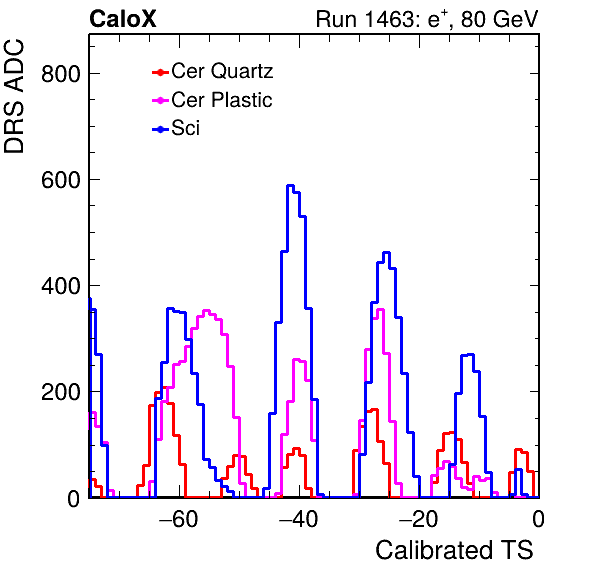 CaloX Run 1463: e⁺, 80 GeV
DRS ADC
Cer Quartz
Cer Plastic
Sci
800
600
400
200
0
−60 −40 −20 0
Calibrated TS